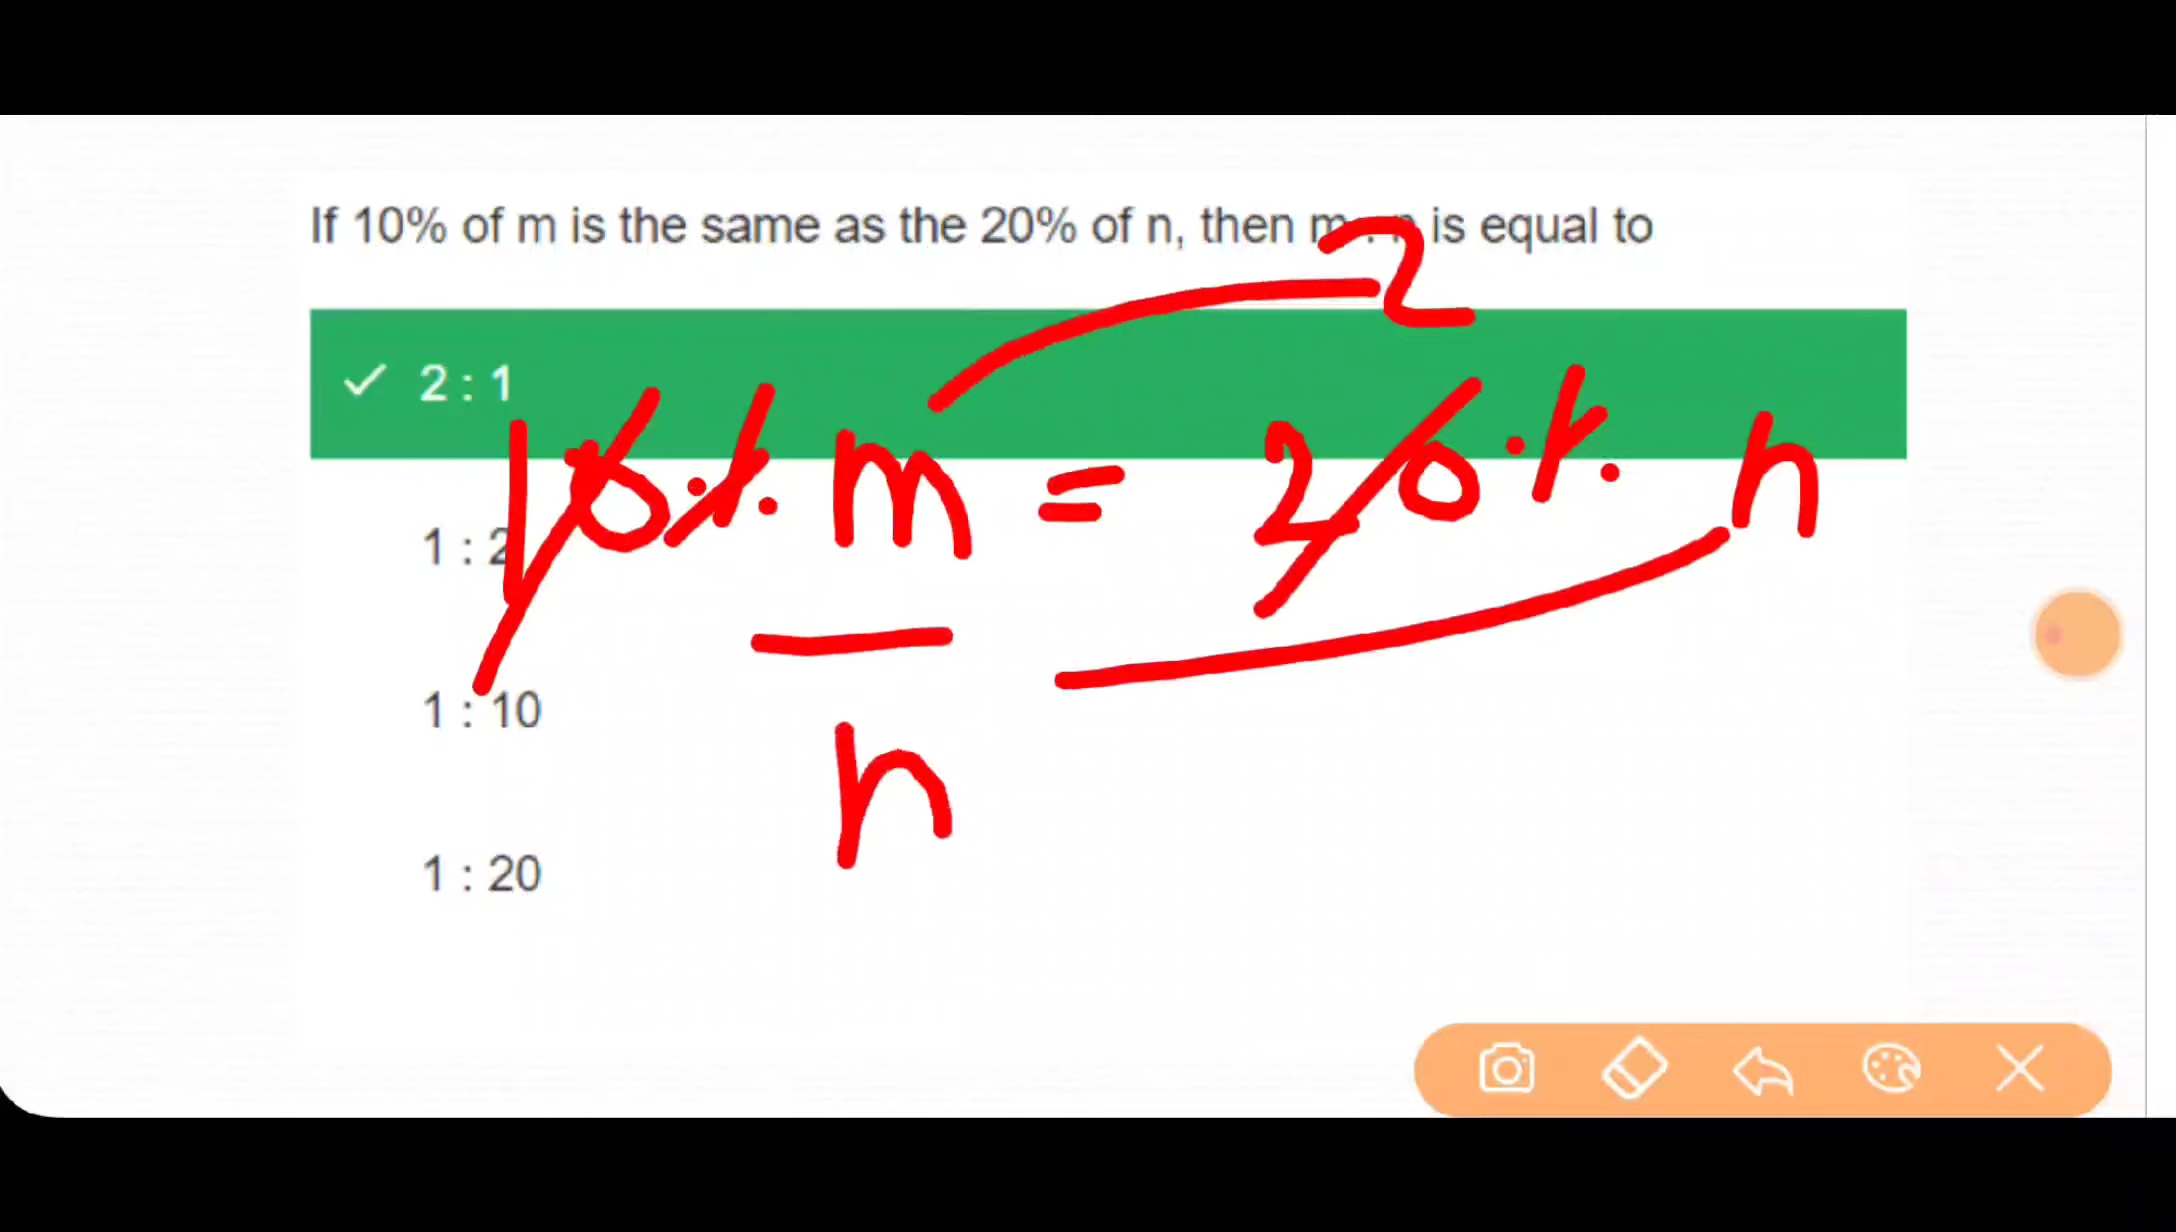 If 10% of m is the same as the 20% of n, then m : n is equal to
2
2 : 1
10% m = 20% n
1 : 2
1 : 10
n
1 : 20